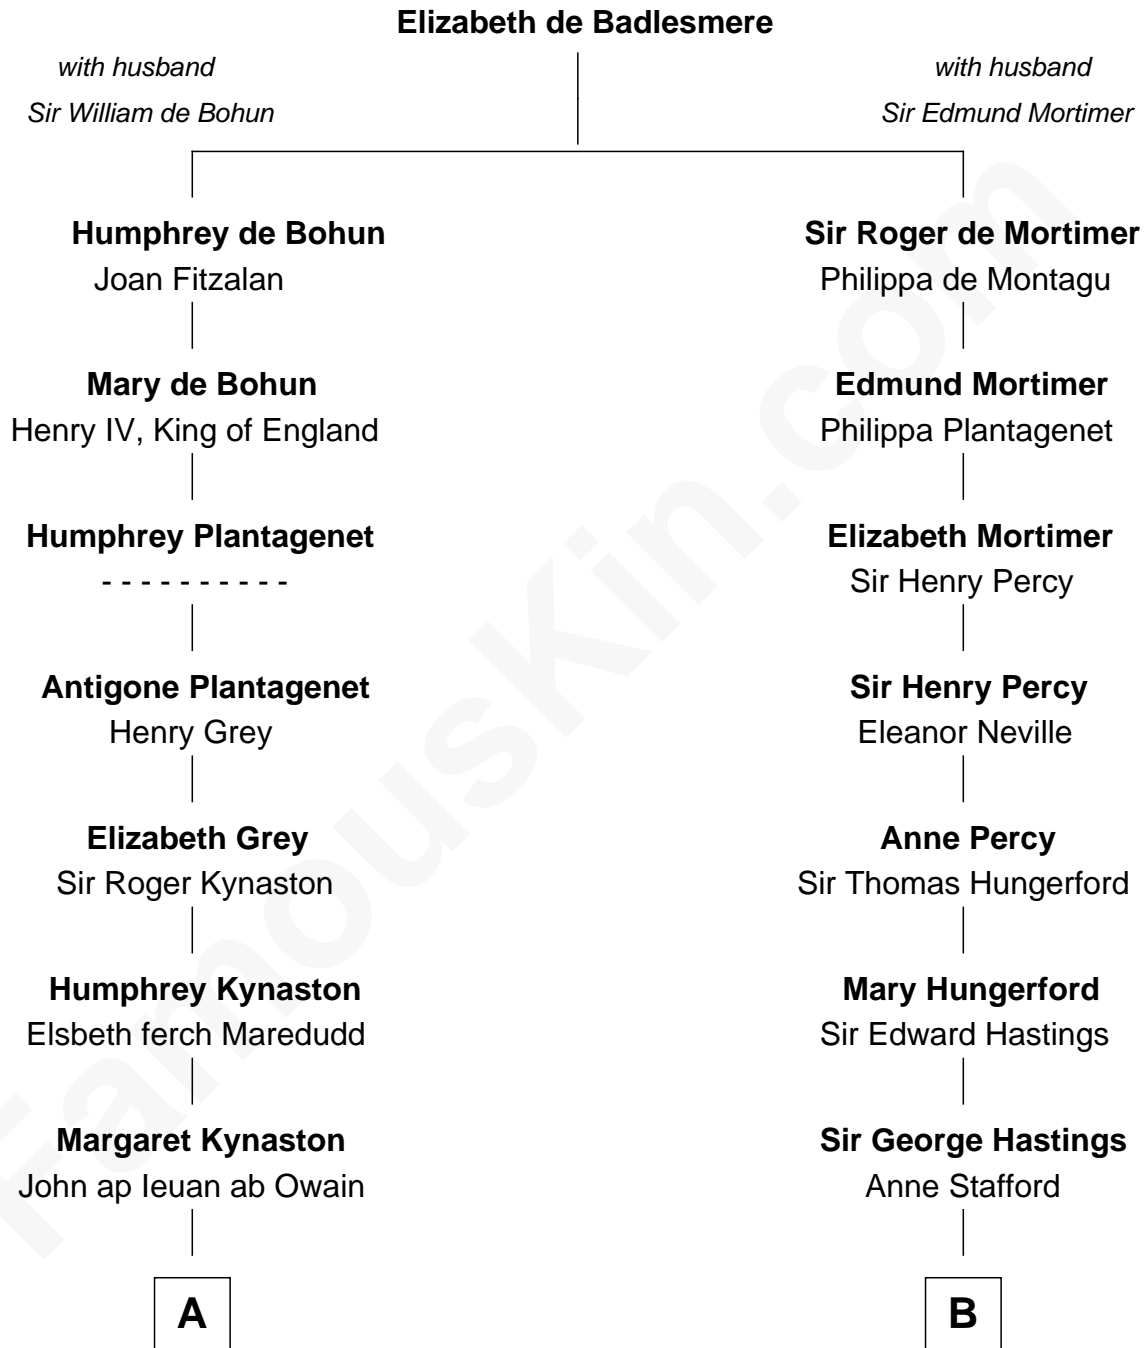 Elizabeth de Badlesmere
with husband
Sir William de Bohun
with husband
Sir Edmund Mortimer
Humphrey de Bohun
Joan Fitzalan
Mary de Bohun
Henry IV, King of England
Humphrey Plantagenet
- - - - - - - - - -
Antigone Plantagenet
Henry Grey
Elizabeth Grey
Sir Roger Kynaston
Humphrey Kynaston
Elsbeth ferch Maredudd
Margaret Kynaston
John ap Ieuan ab Owain
A
Sir Roger de Mortimer
Philippa de Montagu
Edmund Mortimer
Philippa Plantagenet
Elizabeth Mortimer
Sir Henry Percy
Sir Henry Percy
Eleanor Neville
Anne Percy
Sir Thomas Hungerford
Mary Hungerford
Sir Edward Hastings
Sir George Hastings
Anne Stafford
B
FamousKin.com